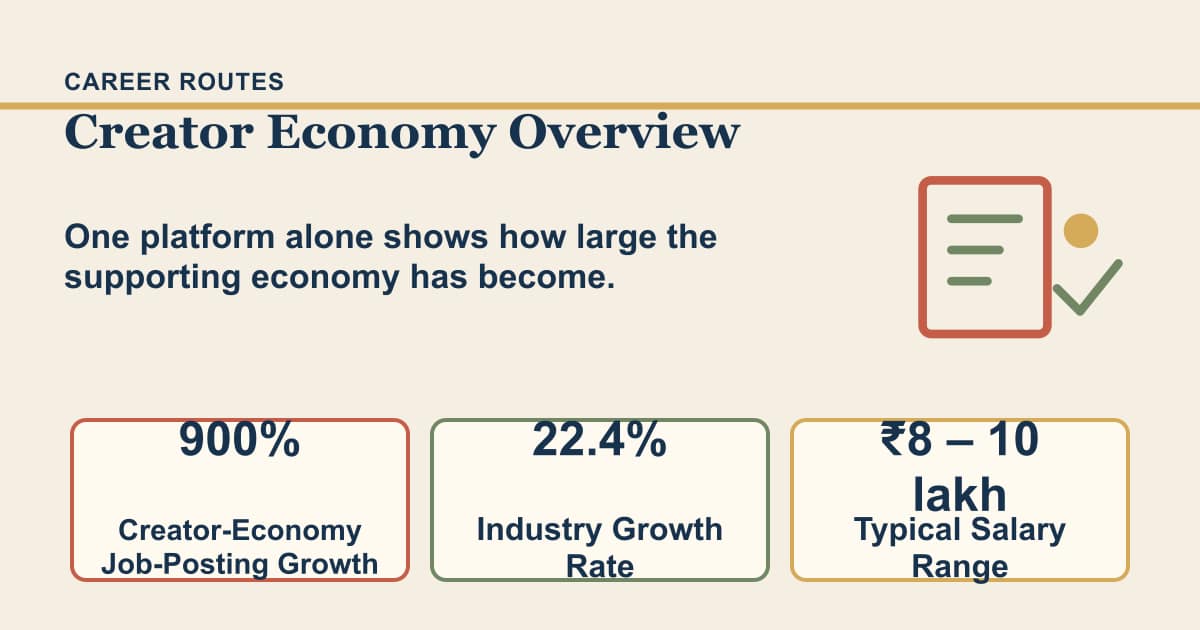 CAREER ROUTES
Creator Economy Overview
One platform alone shows how large the
supporting economy has become.
900%
Creator-Economy
Job-Posting Growth
22.4%
Industry Growth
Rate
₹8 – 10
lakh
Typical Salary
Range